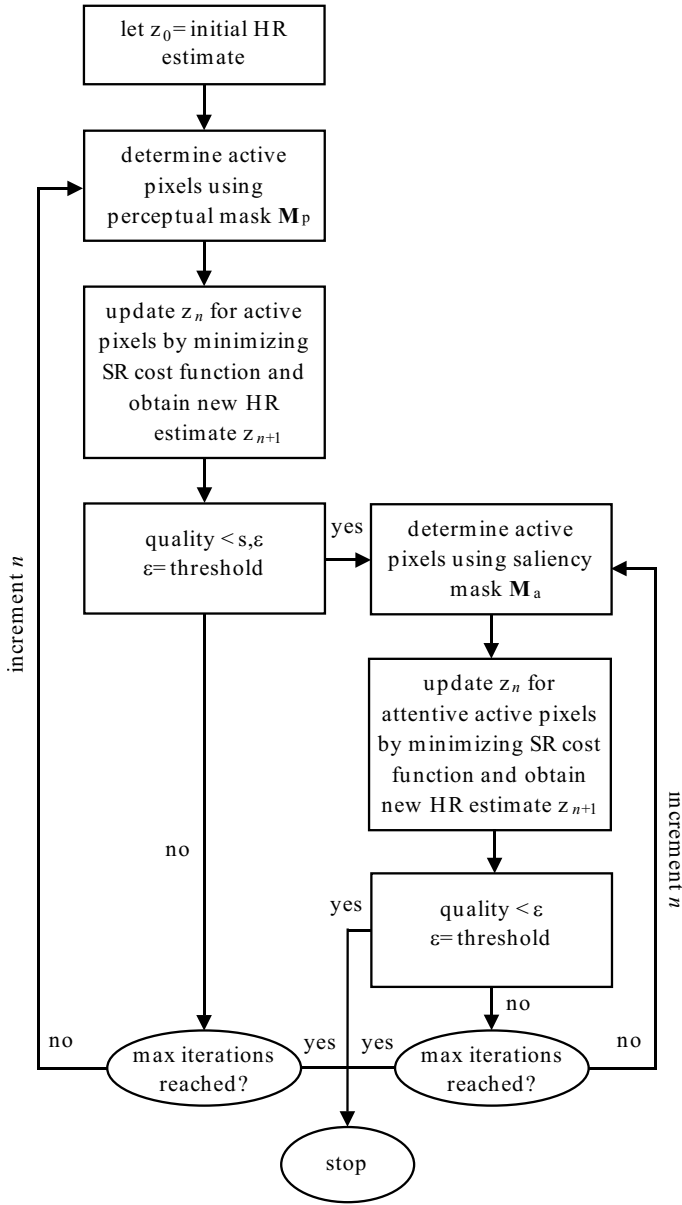 let z₀= initial HR
estimate
determine active
pixels using
perceptual mask Mp
update zn for active
pixels by minimizing
SR cost function and
obtain new HR
estimate zn+1
quality < s,ε
ε= threshold
yes
determine active
pixels using saliency
mask Ma
update zn for
attentive active pixels
by minimizing SR cost
function and obtain
new HR estimate zn+1
increment n
increment n
no
yes
quality < ε
ε= threshold
no
no
max iterations
reached?
yes
yes
max iterations
reached?
no
stop